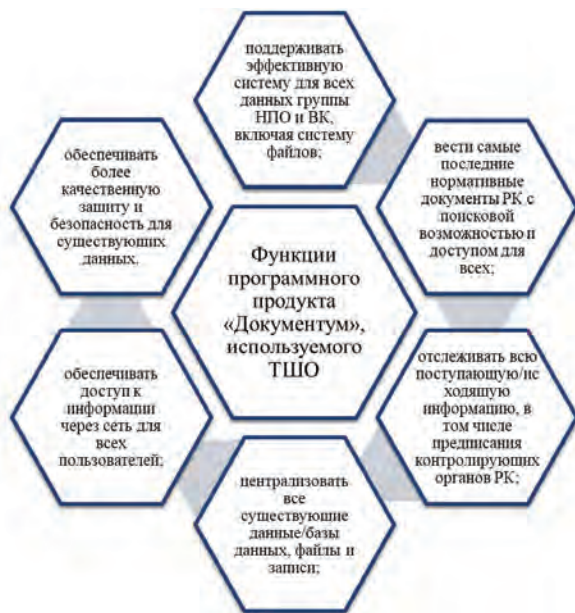 поддерживать
эффективную
систему для всех
данных группы
НПО и ВК,
включая систему
файлов;
вести самые
последние
нормативные
документы РК с
поисковой
возможностью и
доступом для
всех;
отслеживать всю
поступающую/ис
ходящую
информацию, в
том числе
предписания
контролирующих
органов РК;
централизовать
все
существующие
данные/базы
данных, файлы и
записи;
обеспечивать
доступ к
информации
через сеть для
всех
пользователей;
обеспечивать
более
качественную
защиту и
безопасность для
существующих
данных.
Функции
программного
продукта
«Документум»,
используемого
ТШО